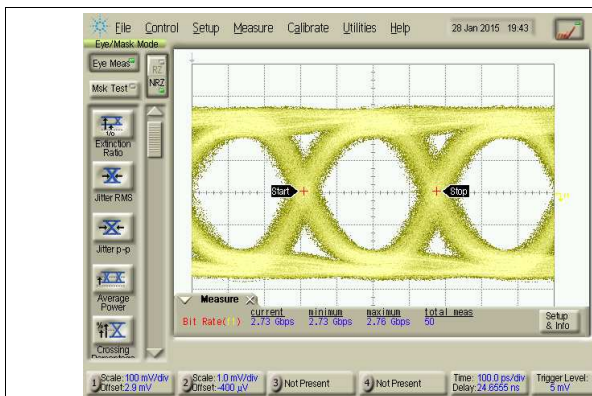 File Control Setup Measure Calibrate Utilities Help 28 Jan 2015 19:43
Eye/Mask Mode
Eye Meas
RZ
NRZ
Msk Test
Extinction
Ratio
Jitter RMS
Jitter p-p
Average
Power
Crossing
Start
Stop
Measure
current minimum maximum total meas
Bit Rate( ) 2.73 Gbps 2.73 Gbps 2.76 Gbps 50
Setup
& Info
1 Scale: 100 mV/div
Offset: 2.9 mV
2 Scale: 1.0 mV/div
Offset: -400 µV
3 Not Present
4 Not Present
Time: 100.0 ps/div
Delay: 24.6555 ns
Trigger Level:
5 mV